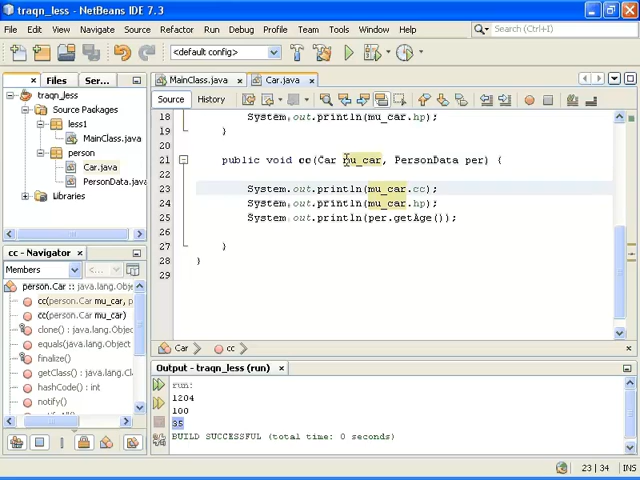 traqn_less - NetBeans IDE 7.3
File Edit View Navigate Source Refactor Run Debug Profile Team Tools Window Help
Search (Ctrl+I)
<default config>
Files Ser...
MainClass.java Car.java
Source History
traqn_less
Source Packages
less1
MainClass.java
person
Car.java
PersonData.java
Libraries
18 System.out.println(mu_car.hp);
19 }
20
21 public void cc(Car mu_car, PersonData per) {
22
23 System.out.println(mu_car.cc);
24 System.out.println(mu_car.hp);
25 System.out.println(per.getAge());
26
27 }
28 }
29
cc - Navigator
Members <...>
person.Car :: java.lang.Object
cc(person.Car mu_car, p
cc(person.Car mu_car)
clone() : java.lang.Object
equals(java.lang.Object
finalize()
getClass() : java.lang.C
hashCode() : int
notify()
Car cc
Output - traqn_less (run)
run:
1204
100
35
BUILD SUCCESSFUL (total time: 0 seconds)
23 | 34 INS